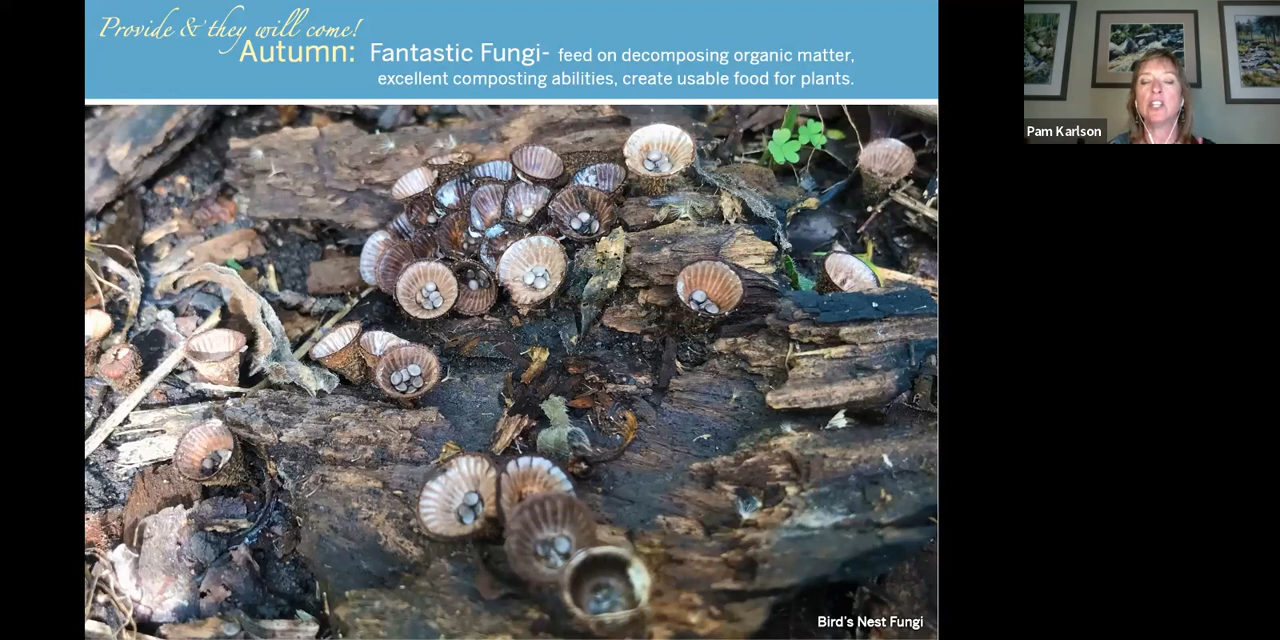 Provide & they will come!
Autumn: Fantastic Fungi- feed on decomposing organic matter,
excellent composting abilities, create usable food for plants.
Pam Karlson
Bird's Nest Fungi